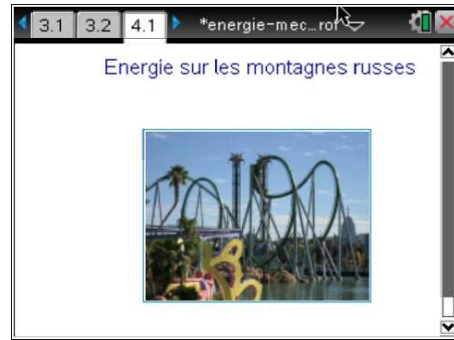 3.1 3.2 4.1 *energie-mec…rof
Energie sur les montagnes russes